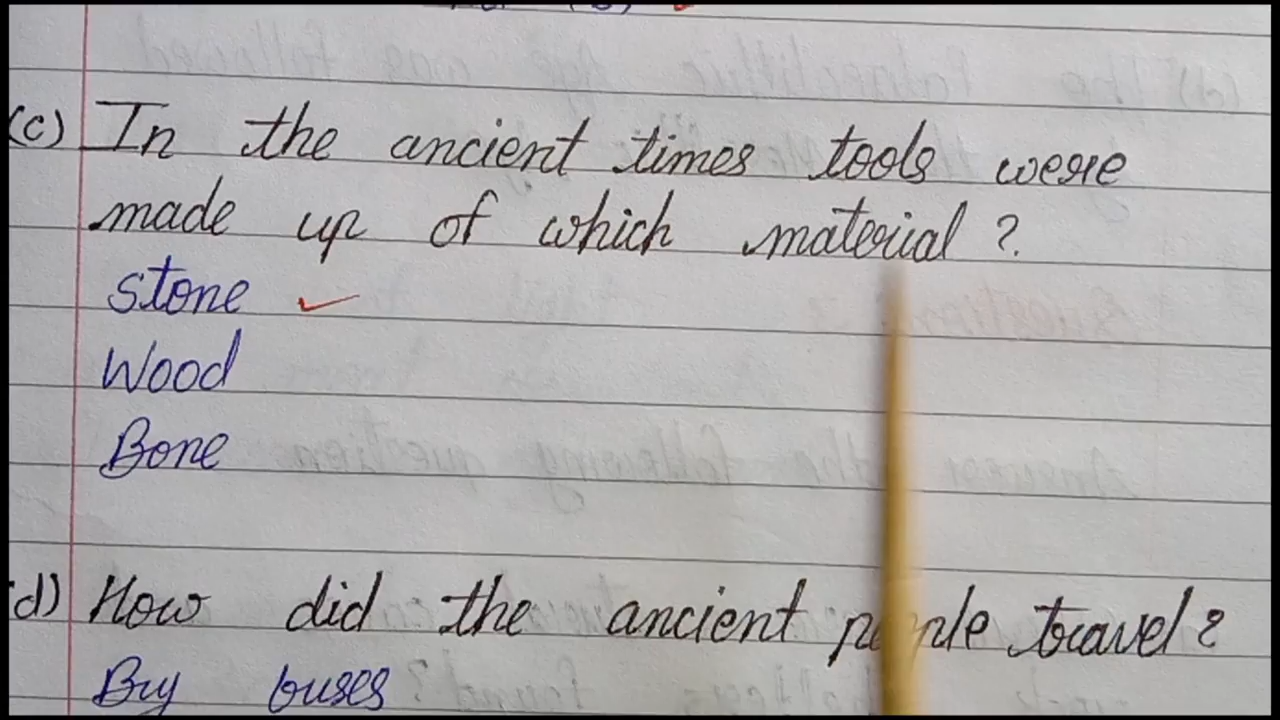 (c) In the ancient times tools were
made up of which material ?
Stone
Wood
Bone
d) How did the ancient travel?
By buses